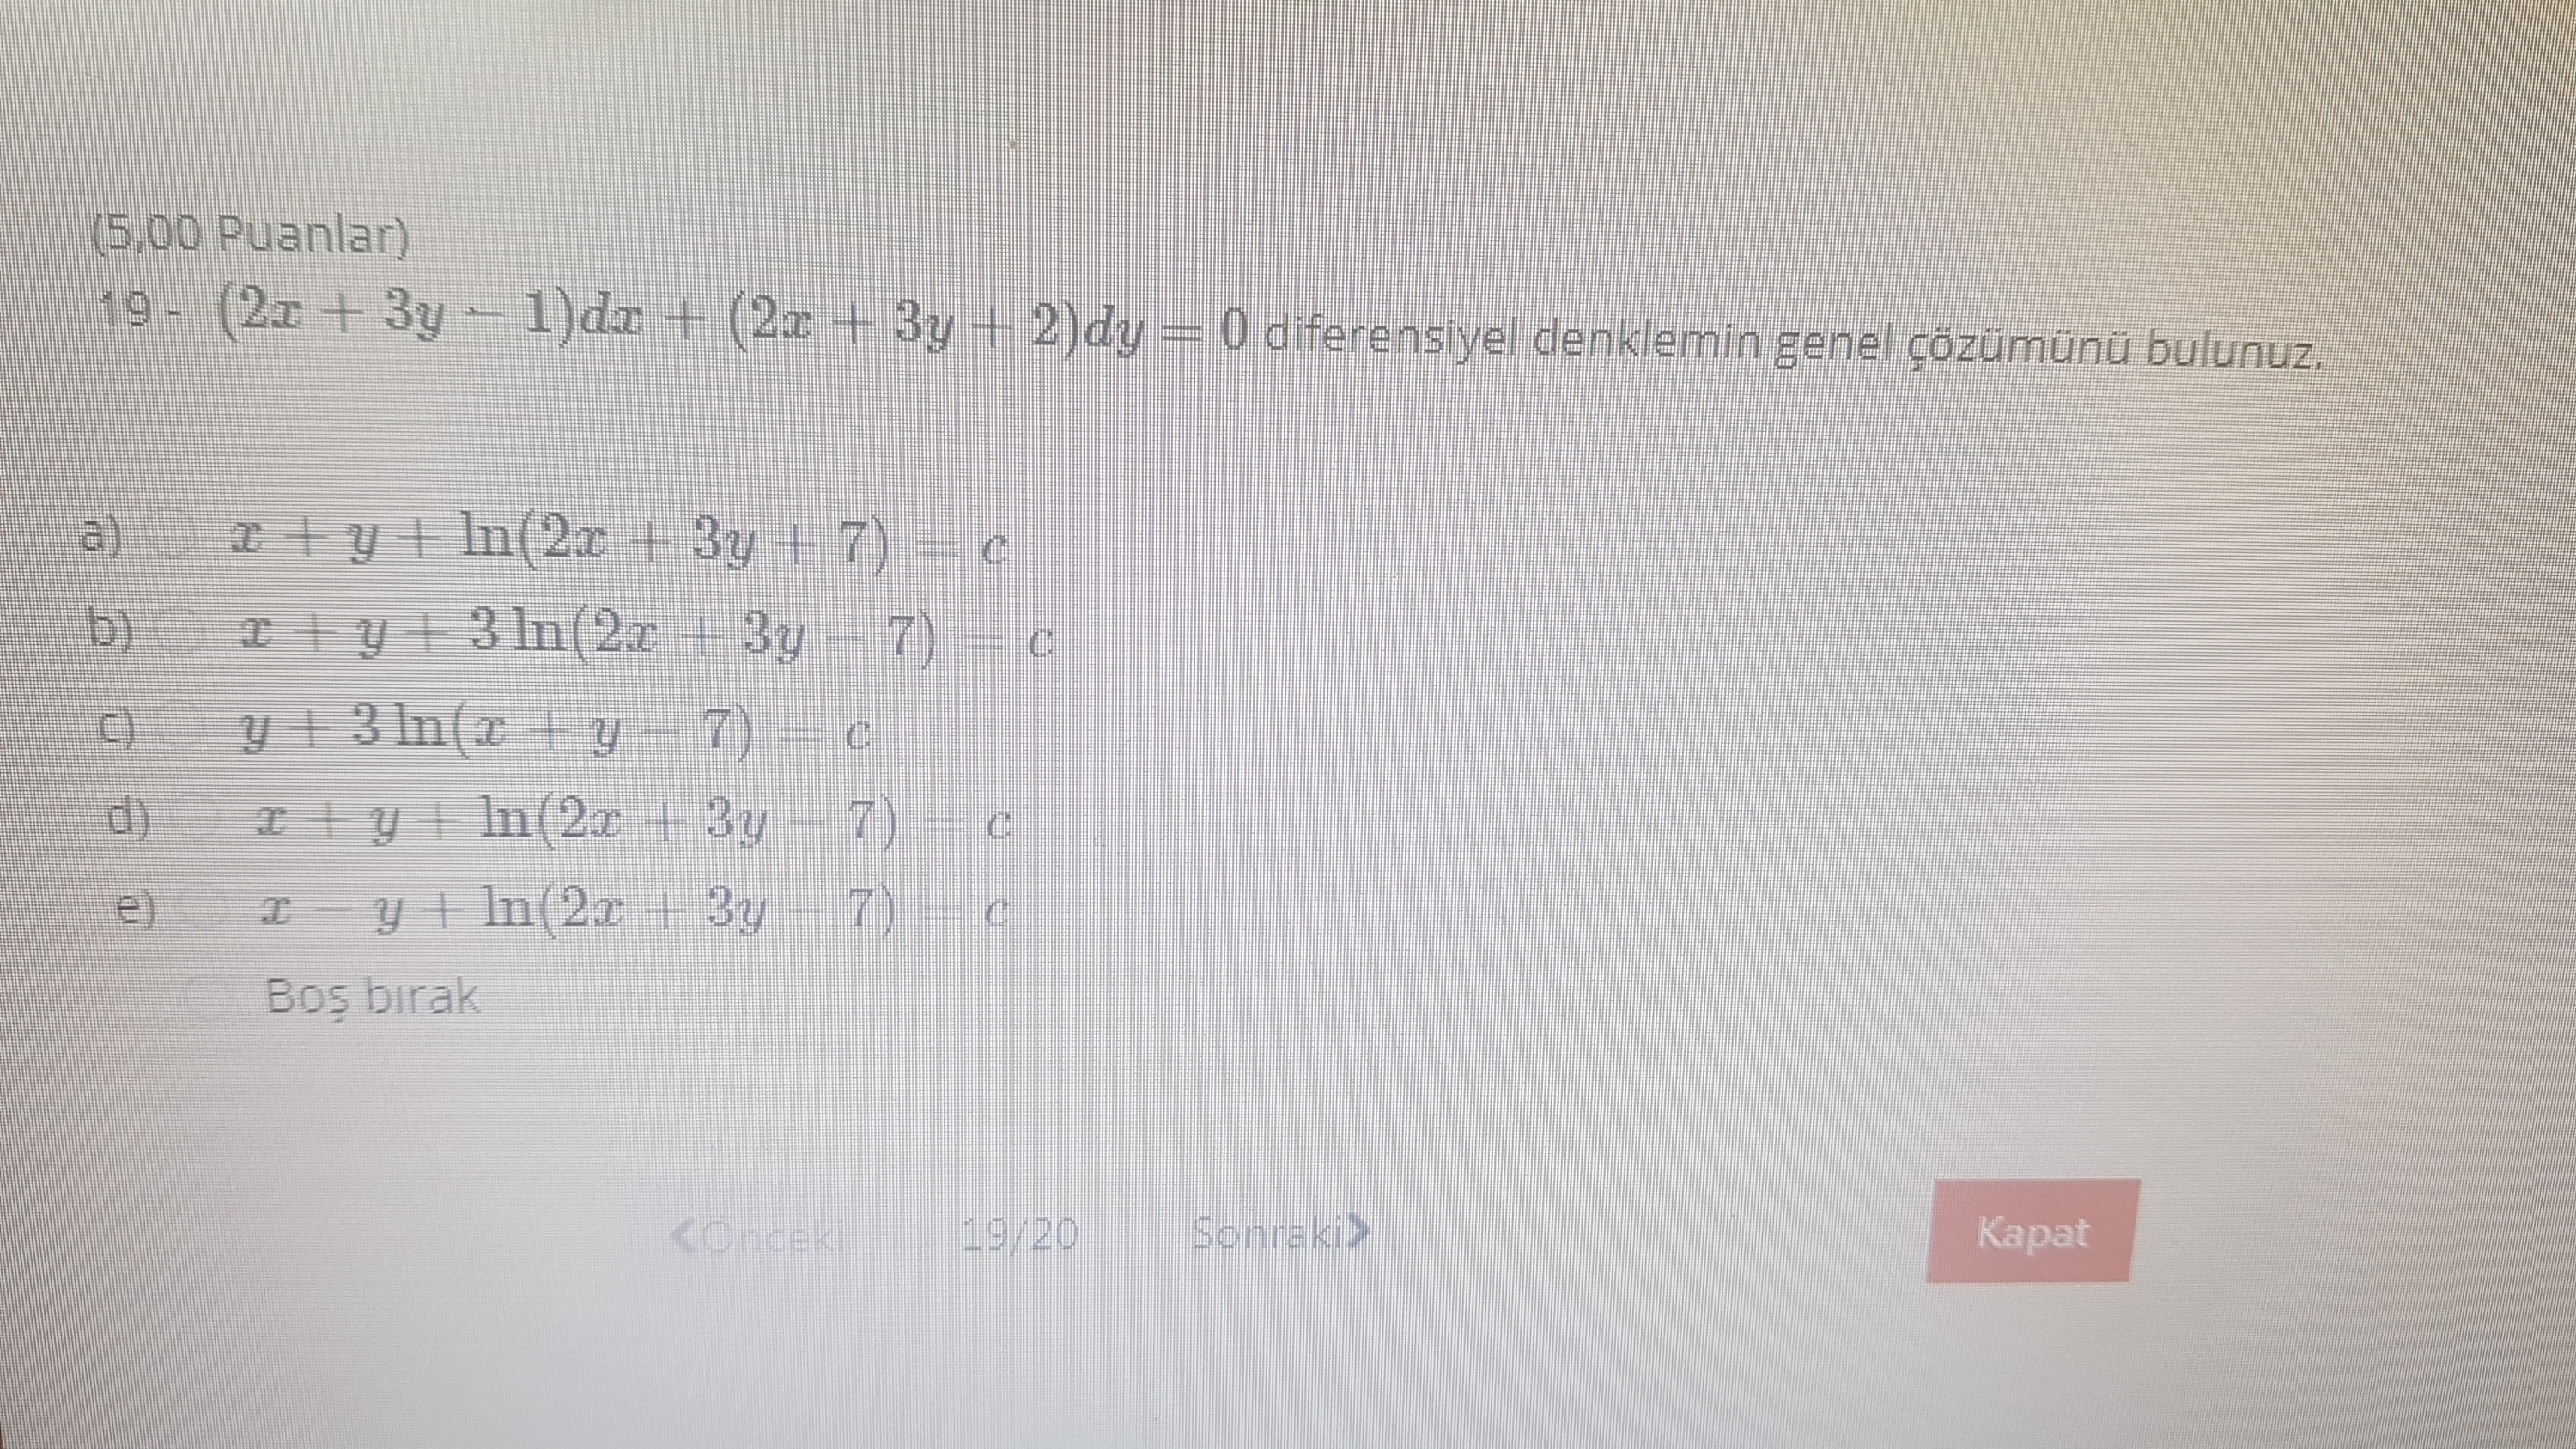 (5,00 Puanlar)
19 - (2x + 3y − 1)dx + (2x + 3y + 2)dy = 0 diferensiyel denklemin genel çözümünü bulunuz.
a) x + y + ln(2x + 3y + 7) = c
b) x + y + 3 ln(2x + 3y − 7) = c
c) y + 3 ln(x + y − 7) = c
d) x + y + ln(2x + 3y − 7) = c
e) x − y + ln(2x + 3y − 7) = c
Boş bırak
<Önceki 19/20 Sonraki> Kapat